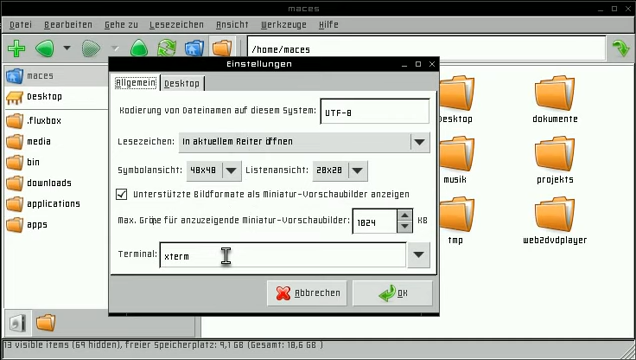 maces
Datei Bearbeiten Gehe zu Lesezeichen Ansicht Werkzeuge Hilfe
/home/maces
Einstellungen
Allgemein Desktop
Kodierung von Dateinamen auf diesem System: UTF-8
Lesezeichen: In aktuellem Reiter öffnen
Symbolansicht: 48x48 Listenansicht: 20x20
Unterstützte Bildformate als Miniatur-Vorschaubilder anzeigen
Max. Größe für anzuzeigende Miniatur-Vorschaubilder: 1024 KB
Terminal: xterm
Abbrechen OK
maces
Desktop
.fluxbox
media
bin
downloads
applications
apps
esktop dokumente
musik projekts
tmp web2dvdplayer
13 visible items (69 hidden), freier Speicherplatz: 9,1 GB (Gesamt: 18,6 GB )